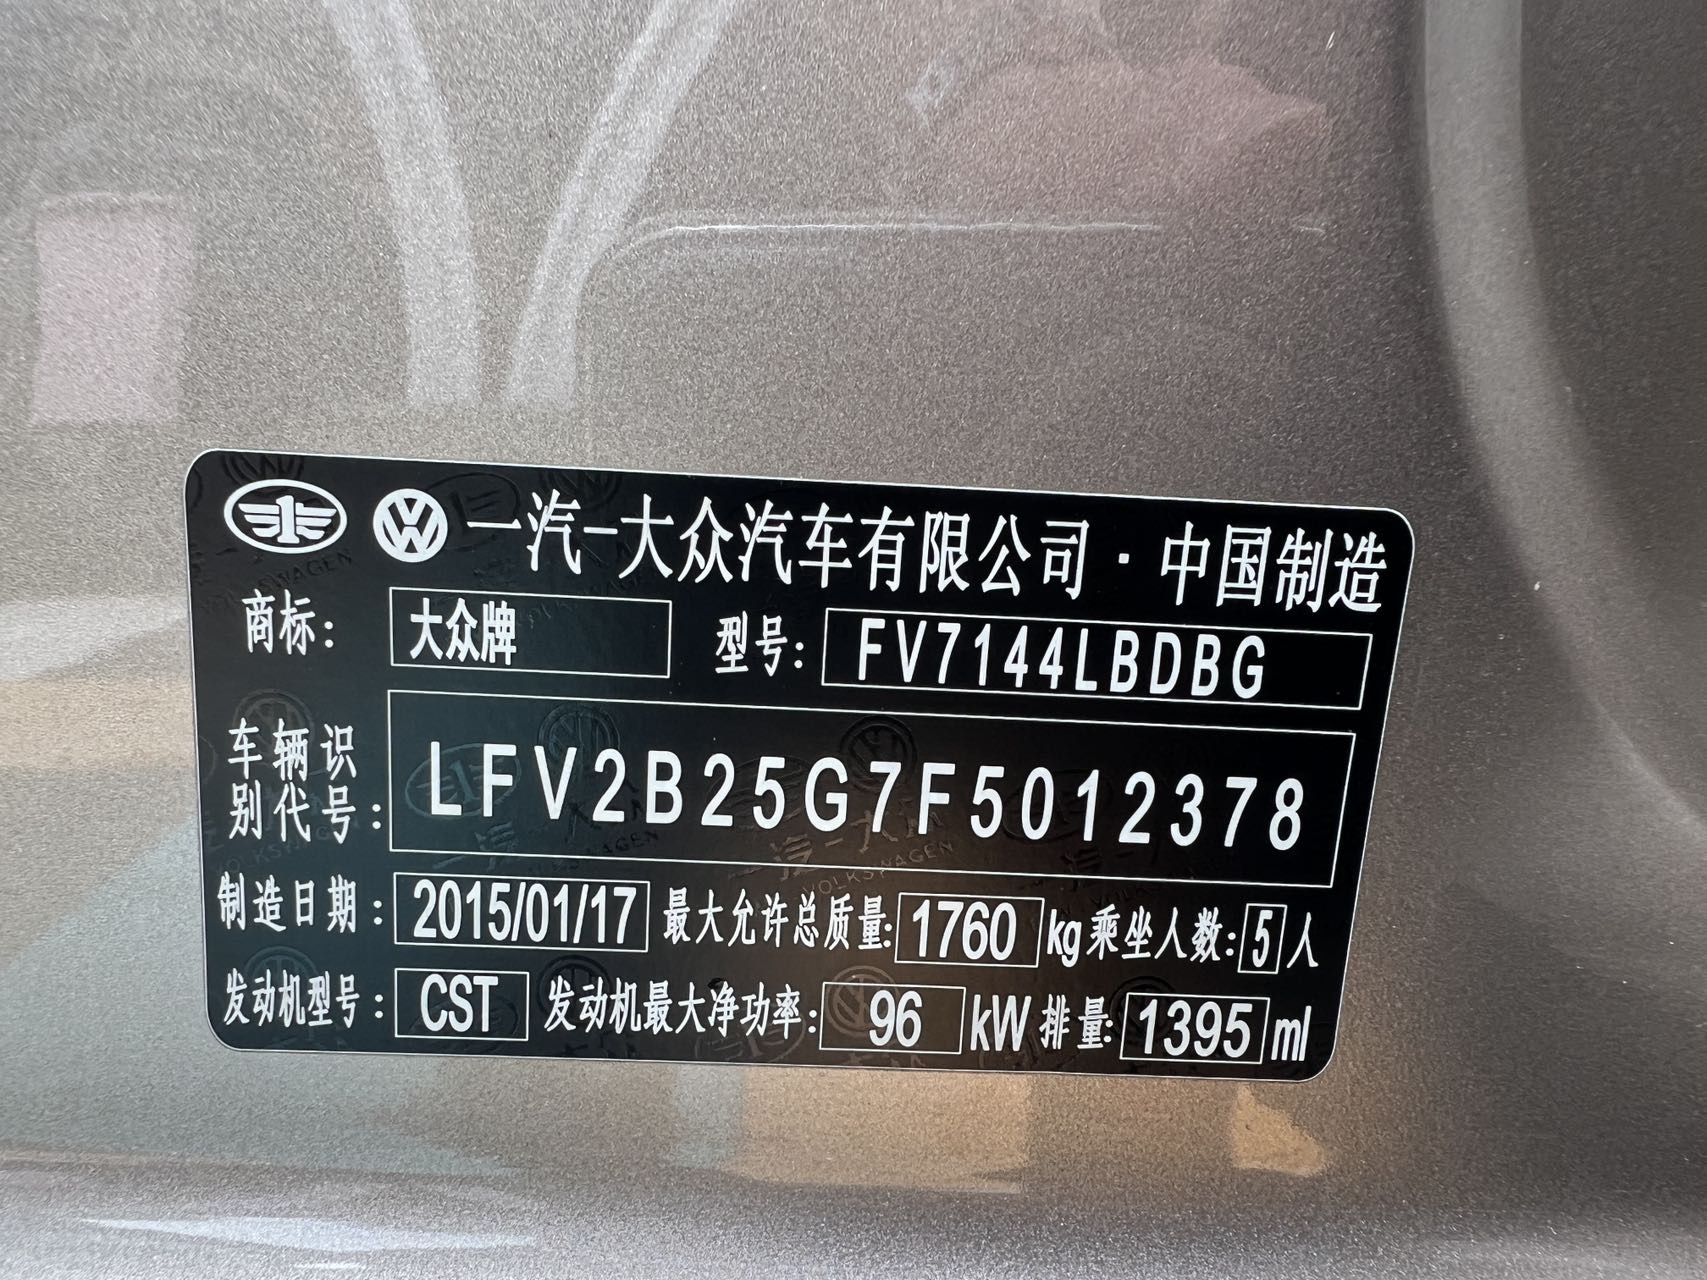 一汽-大众汽车有限公司·中国制造
商标: 大众牌 型号: FV7144LBDBG
车辆识别代号: LFV2B25G7F5012378
制造日期: 2015/01/17 最大允许总质量: 1760 kg 乘坐人数: 5 人
发动机型号: CST 发动机最大净功率: 96 kW 排量: 1395 ml